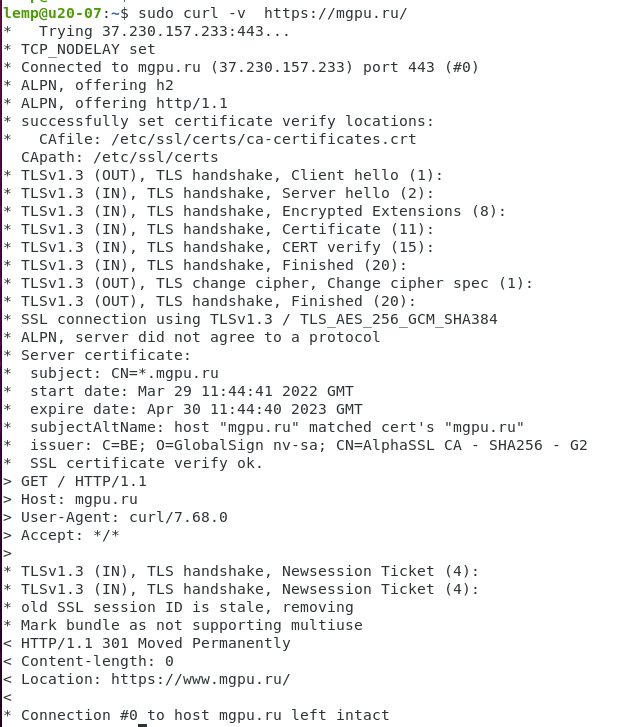 lemp@u20-07:~$ sudo curl -v  https://mgpu.ru/
*   Trying 37.230.157.233:443...
* TCP_NODELAY set
* Connected to mgpu.ru (37.230.157.233) port 443 (#0)
* ALPN, offering h2
* ALPN, offering http/1.1
* successfully set certificate verify locations:
*   CAfile: /etc/ssl/certs/ca-certificates.crt
  CApath: /etc/ssl/certs
* TLSv1.3 (OUT), TLS handshake, Client hello (1):
* TLSv1.3 (IN), TLS handshake, Server hello (2):
* TLSv1.3 (IN), TLS handshake, Encrypted Extensions (8):
* TLSv1.3 (IN), TLS handshake, Certificate (11):
* TLSv1.3 (IN), TLS handshake, CERT verify (15):
* TLSv1.3 (IN), TLS handshake, Finished (20):
* TLSv1.3 (OUT), TLS change cipher, Change cipher spec (1):
* TLSv1.3 (OUT), TLS handshake, Finished (20):
* SSL connection using TLSv1.3 / TLS_AES_256_GCM_SHA384
* ALPN, server did not agree to a protocol
* Server certificate:
*  subject: CN=*.mgpu.ru
*  start date: Mar 29 11:44:41 2022 GMT
*  expire date: Apr 30 11:44:40 2023 GMT
*  subjectAltName: host "mgpu.ru" matched cert's "mgpu.ru"
*  issuer: C=BE; O=GlobalSign nv-sa; CN=AlphaSSL CA - SHA256 - G2
*  SSL certificate verify ok.
> GET / HTTP/1.1
> Host: mgpu.ru
> User-Agent: curl/7.68.0
> Accept: */*
>
* TLSv1.3 (IN), TLS handshake, Newsession Ticket (4):
* TLSv1.3 (IN), TLS handshake, Newsession Ticket (4):
* old SSL session ID is stale, removing
* Mark bundle as not supporting multiuse
< HTTP/1.1 301 Moved Permanently
< Content-length: 0
< Location: https://www.mgpu.ru/
<
* Connection #0 to host mgpu.ru left intact